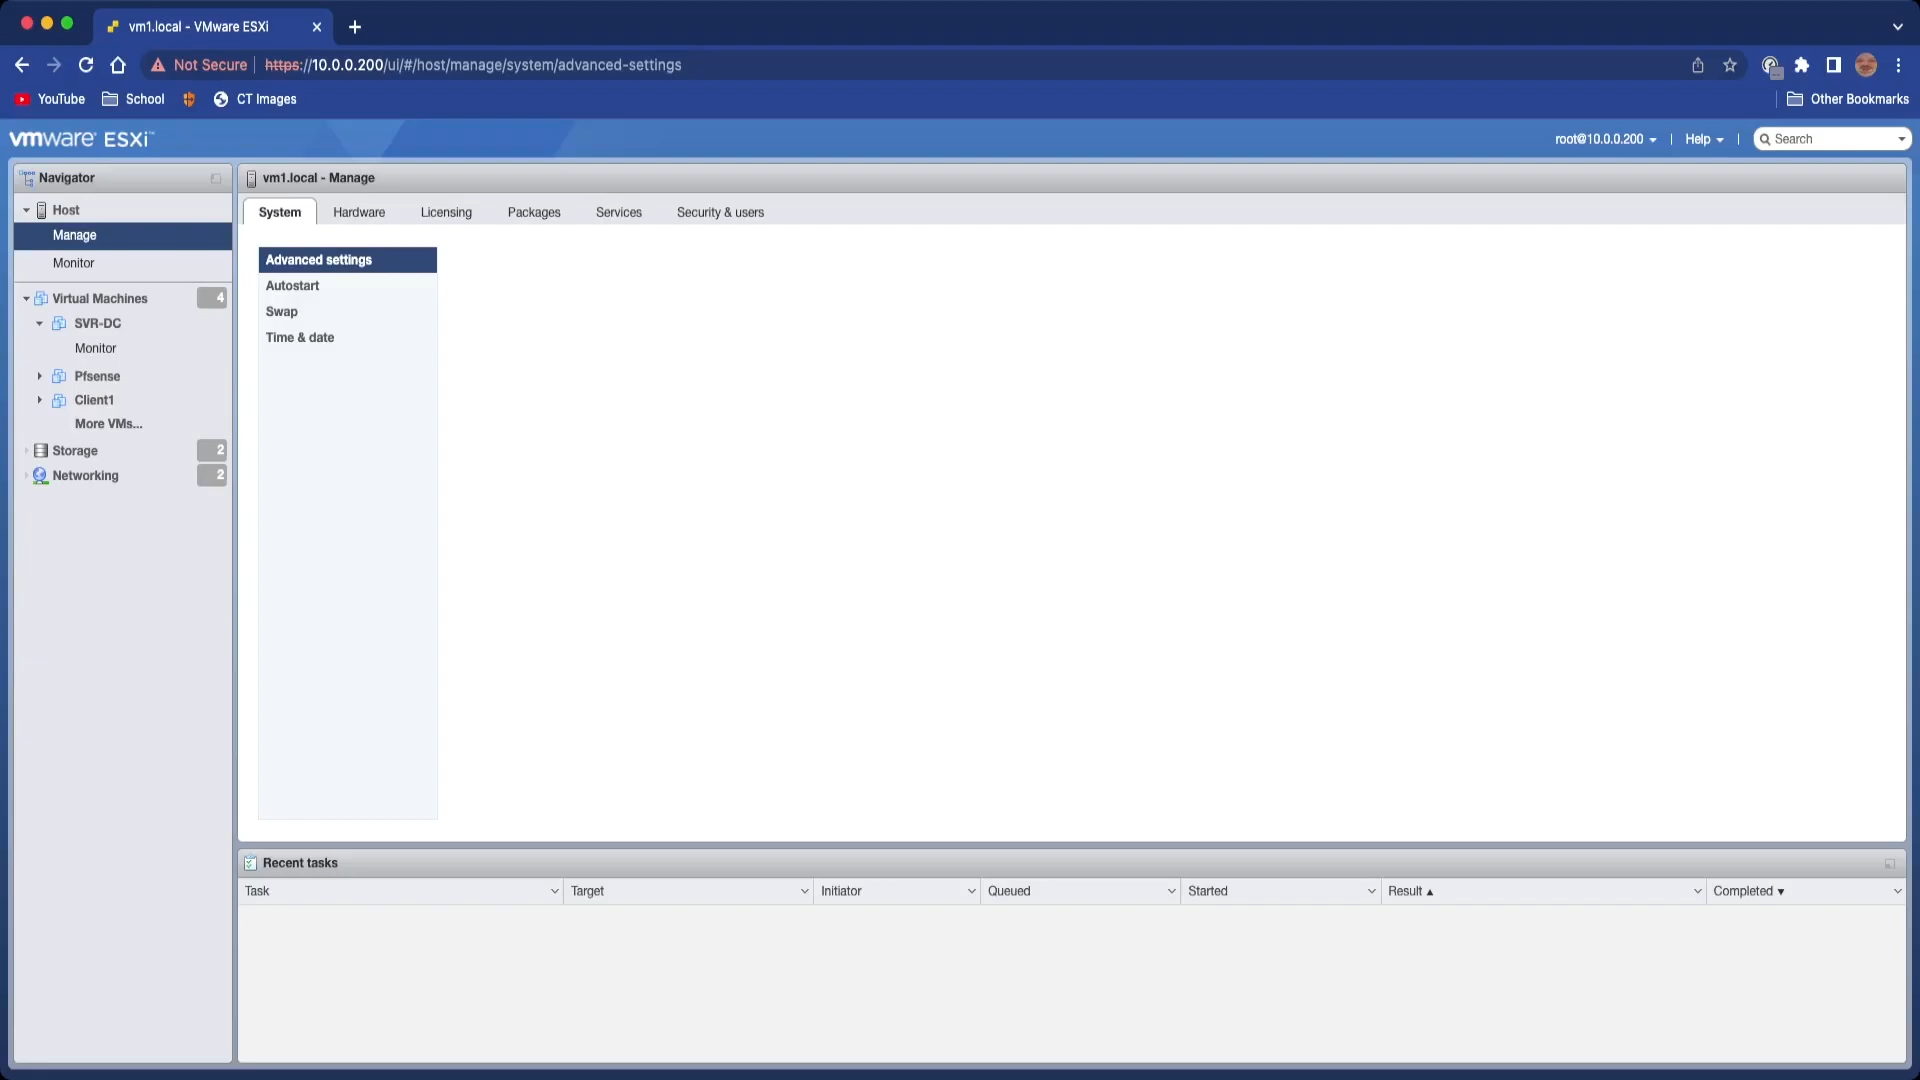 vm1.local - VMware ESXi
Not Secure
https://10.0.0.200/ui/#/host/manage/system/advanced-settings
YouTube
School
CT Images
Other Bookmarks
vmware ESXi
root@10.0.0.200
Help
Search
Navigator
Host
Manage
Monitor
Virtual Machines
4
SVR-DC
Monitor
Pfsense
Client1
More VMs...
Storage
2
Networking
2
vm1.local - Manage
System
Hardware
Licensing
Packages
Services
Security & users
Advanced settings
Autostart
Swap
Time & date
Recent tasks
Task
Target
Initiator
Queued
Started
Result
Completed